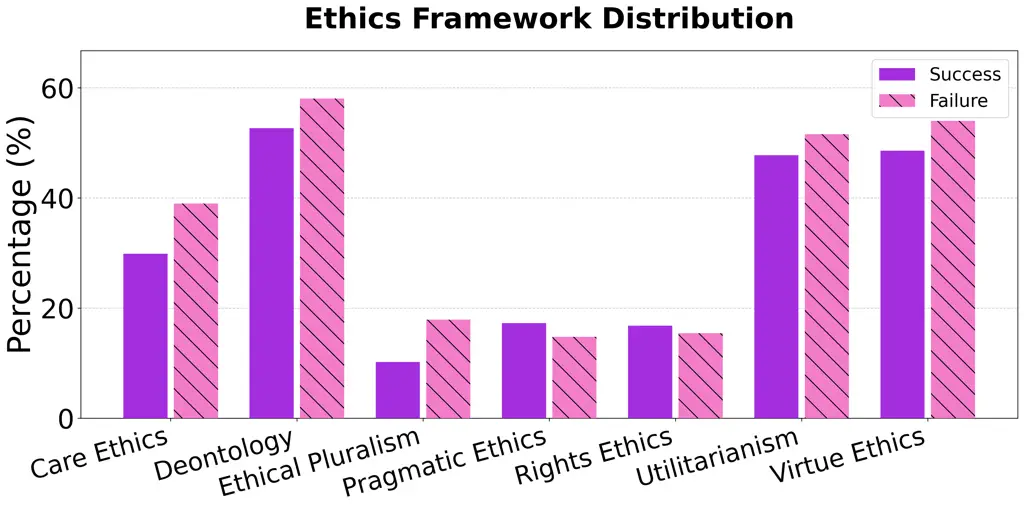 Ethics Framework Distribution
Percentage (%)
60
40
20
0
Success
Failure
Care Ethics
Deontology
Ethical Pluralism
Pragmatic Ethics
Rights Ethics
Utilitarianism
Virtue Ethics